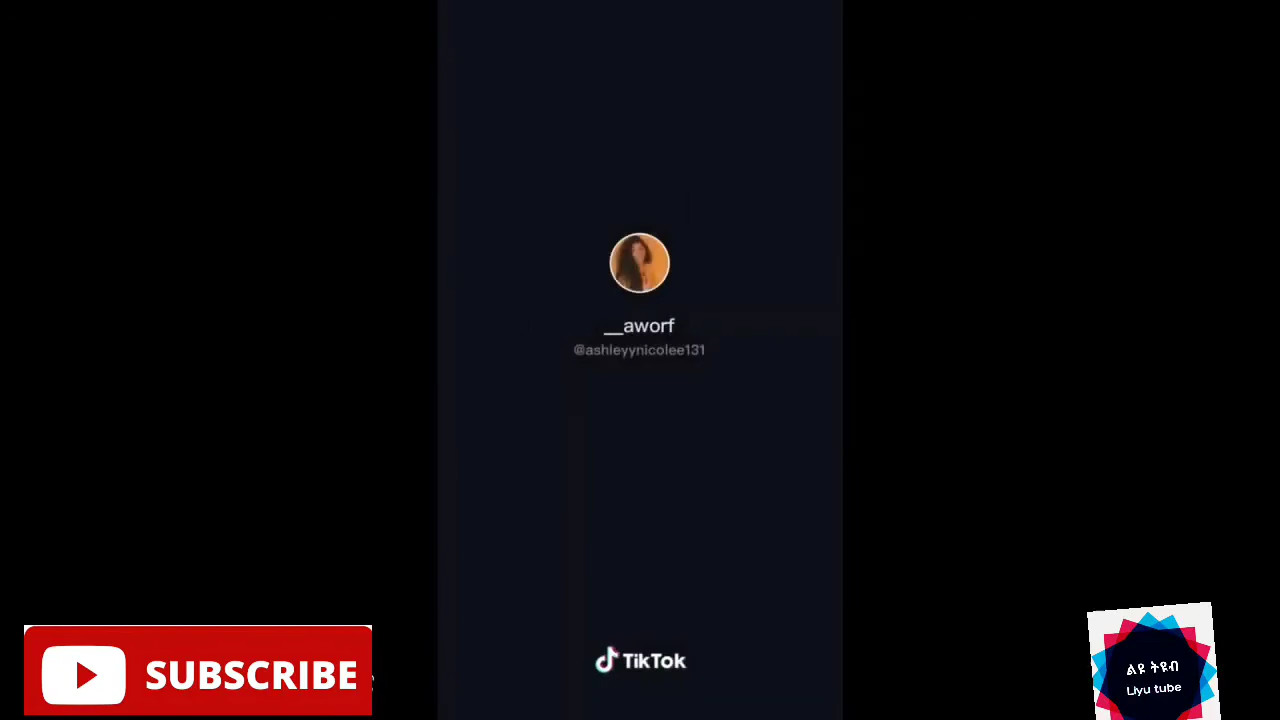 __aworf
@ashleyynicolee131
TikTok
SUBSCRIBE
ልዩ ትዩብ
Liyu tube